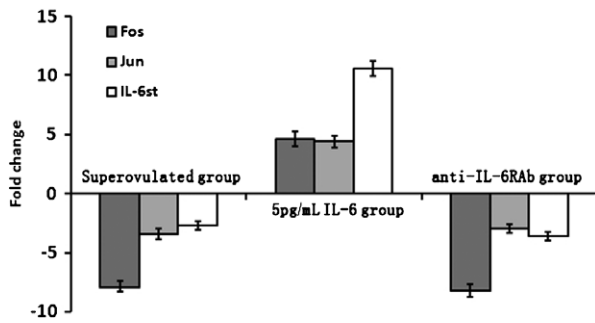 15
10
5
0
-5
-10
Fold change
Fos
Jun
IL-6st
Superovulated group
5pg/mL IL-6 group
anti-IL-6RAb group